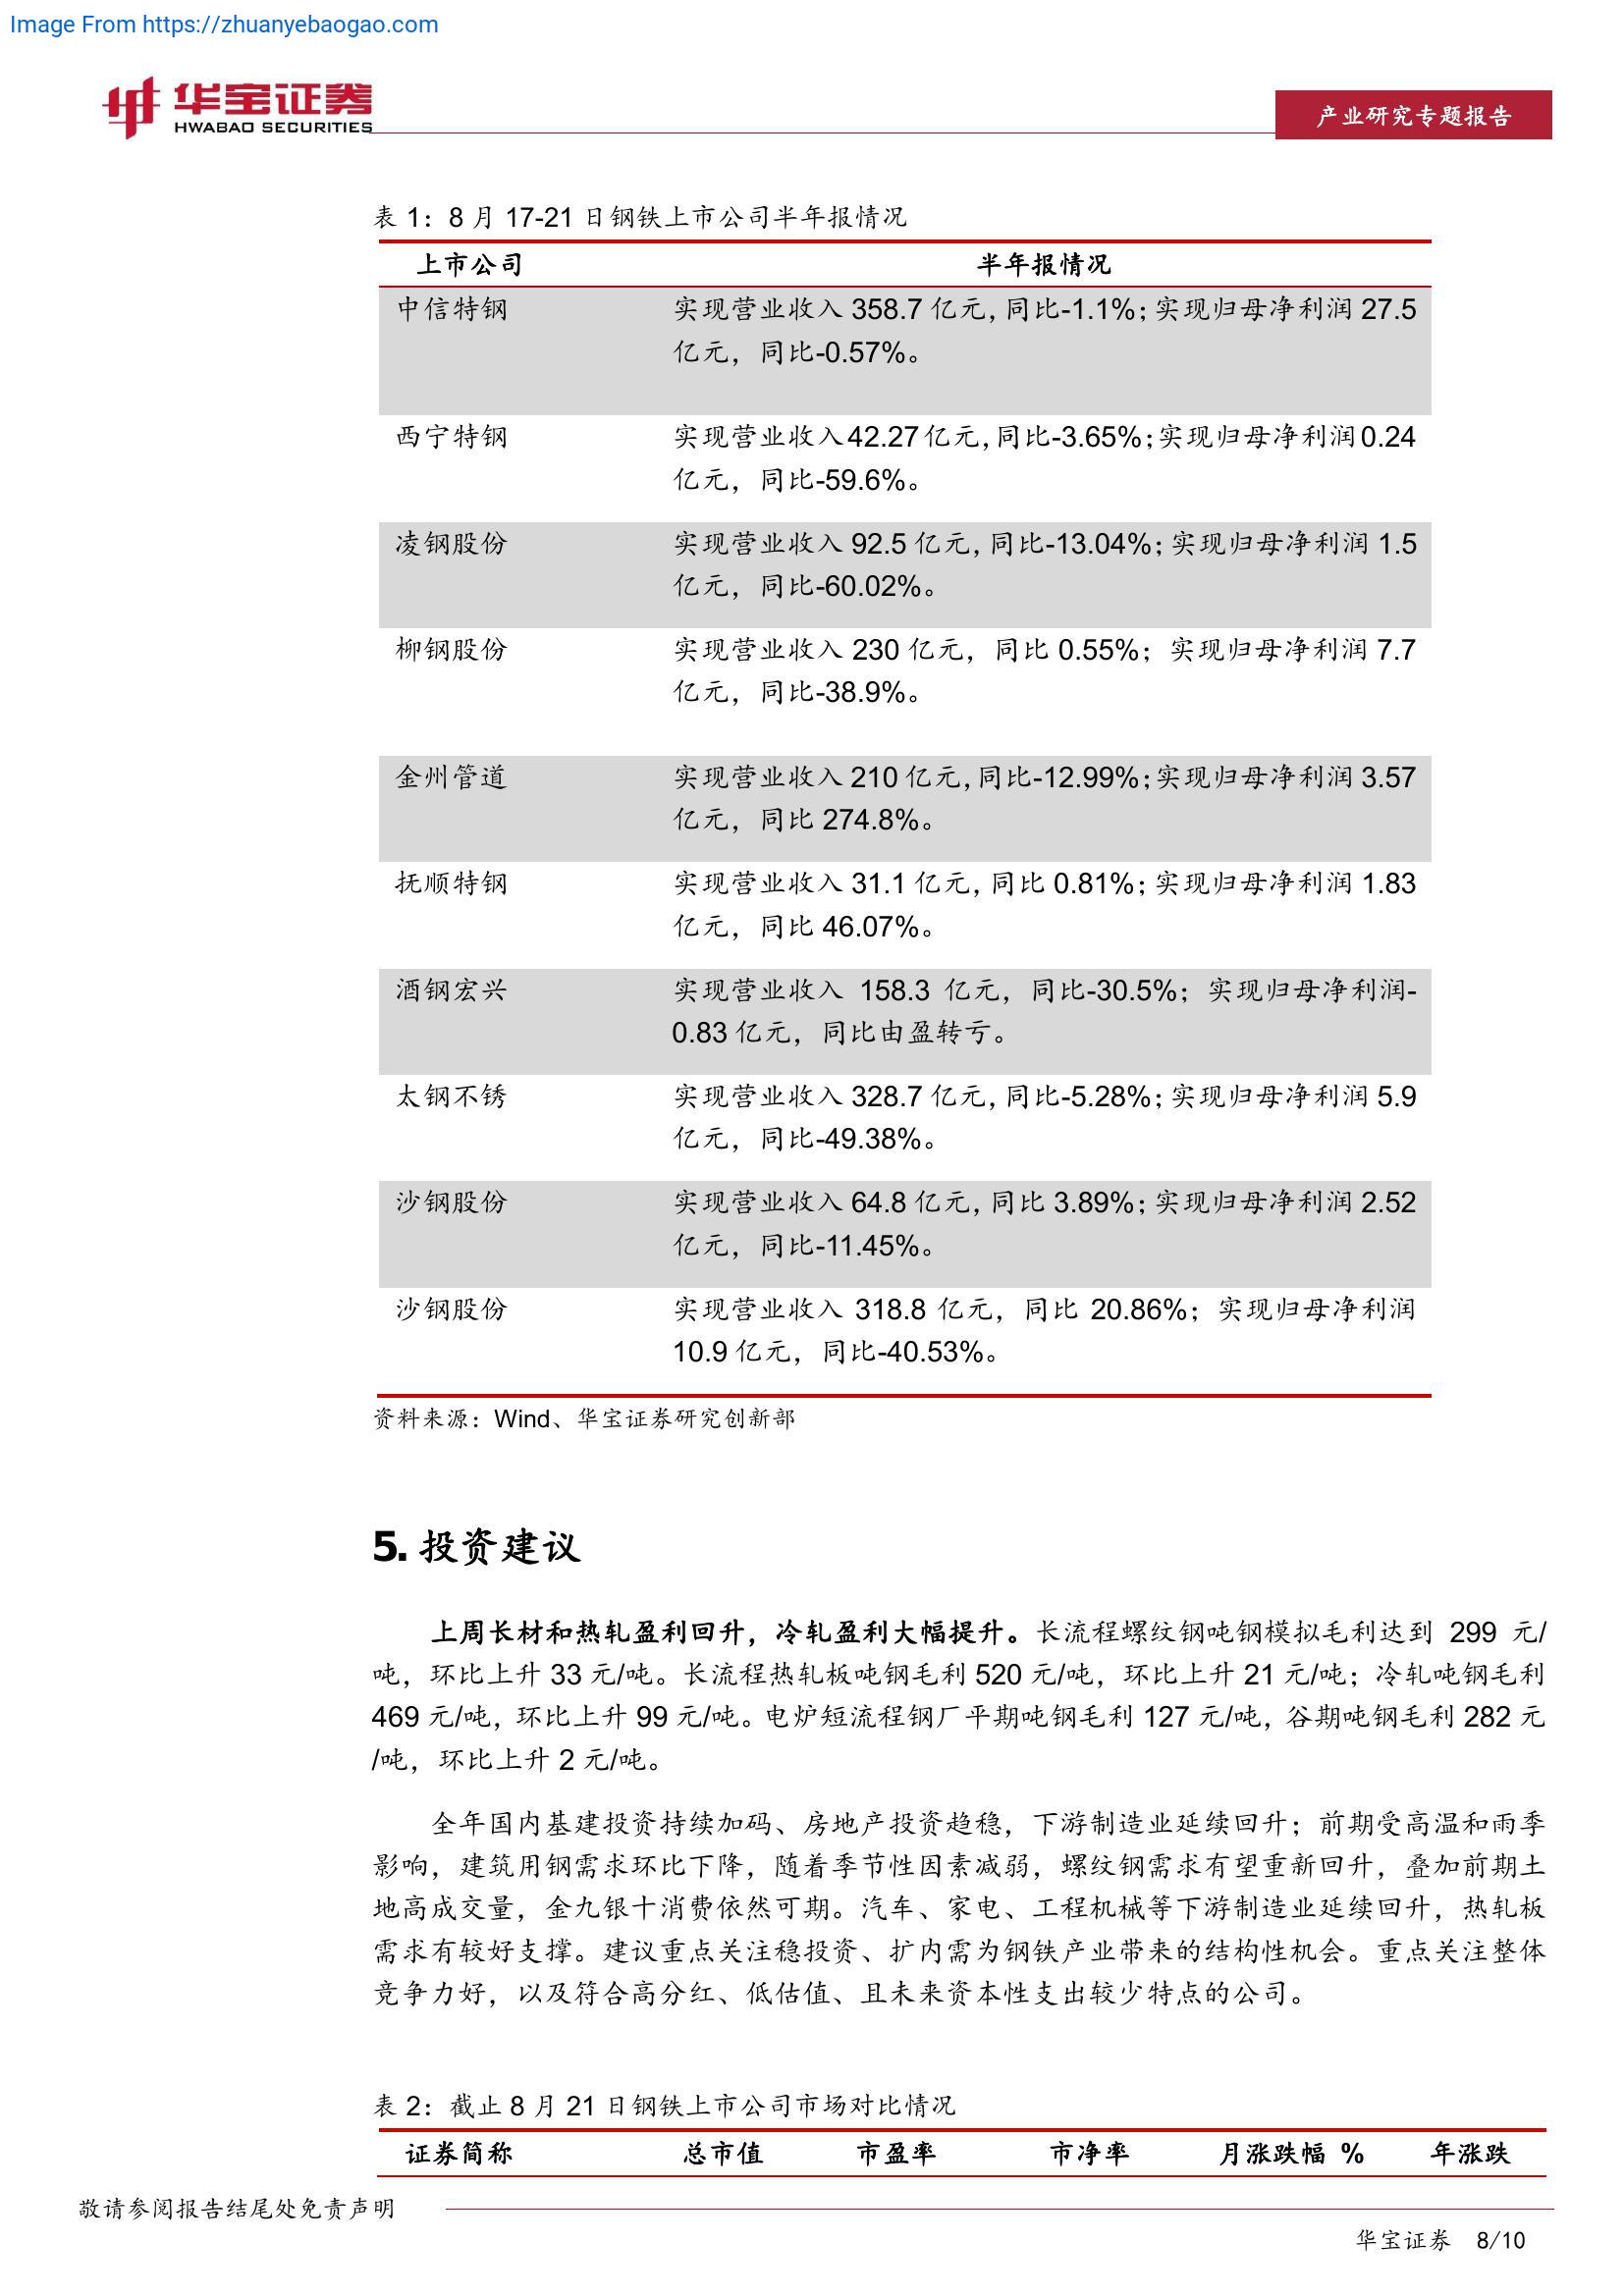 Image From https://zhuanyebaogao.com
华宝证券
HWABAO SECURITIES
产业研究专题报告
表 1：8 月 17-21 日钢铁上市公司半年报情况
上市公司 半年报情况
中信特钢 实现营业收入 358.7 亿元，同比-1.1%；实现归母净利润 27.5
亿元，同比-0.57%。
西宁特钢 实现营业收入 42.27 亿元，同比-3.65%；实现归母净利润 0.24
亿元，同比-59.6%。
凌钢股份 实现营业收入 92.5 亿元，同比-13.04%；实现归母净利润 1.5
亿元，同比-60.02%。
柳钢股份 实现营业收入 230 亿元，同比 0.55%；实现归母净利润 7.7
亿元，同比-38.9%。
金州管道 实现营业收入 210 亿元，同比-12.99%；实现归母净利润 3.57
亿元，同比 274.8%。
抚顺特钢 实现营业收入 31.1 亿元，同比 0.81%；实现归母净利润 1.83
亿元，同比 46.07%。
酒钢宏兴 实现营业收入 158.3 亿元，同比-30.5%；实现归母净利润-
0.83 亿元，同比由盈转亏。
太钢不锈 实现营业收入 328.7 亿元，同比-5.28%；实现归母净利润 5.9
亿元，同比-49.38%。
沙钢股份 实现营业收入 64.8 亿元，同比 3.89%；实现归母净利润 2.52
亿元，同比-11.45%。
沙钢股份 实现营业收入 318.8 亿元，同比 20.86%；实现归母净利润
10.9 亿元，同比-40.53%。
资料来源：Wind、华宝证券研究创新部
5. 投资建议
上周长材和热轧盈利回升，冷轧盈利大幅提升。长流程螺纹钢吨钢模拟毛利达到 299 元/
吨，环比上升 33 元/吨。长流程热轧板吨钢毛利 520 元/吨，环比上升 21 元/吨；冷轧吨钢毛利
469 元/吨，环比上升 99 元/吨。电炉短流程钢厂平期吨钢毛利 127 元/吨，谷期吨钢毛利 282 元
/吨，环比上升 2 元/吨。
全年国内基建投资持续加码、房地产投资趋稳，下游制造业延续回升；前期受高温和雨季
影响，建筑用钢需求环比下降，随着季节性因素减弱，螺纹钢需求有望重新回升，叠加前期土
地高成交量，金九银十消费依然可期。汽车、家电、工程机械等下游制造业延续回升，热轧板
需求有较好支撑。建议重点关注稳投资、扩内需为钢铁产业带来的结构性机会。重点关注整体
竞争力好，以及符合高分红、低估值、且未来资本性支出较少特点的公司。
表 2：截止 8 月 21 日钢铁上市公司市场对比情况
证券简称 总市值 市盈率 市净率 月涨跌幅 % 年涨跌
敬请参阅报告结尾处免责声明
华宝证券 8/10